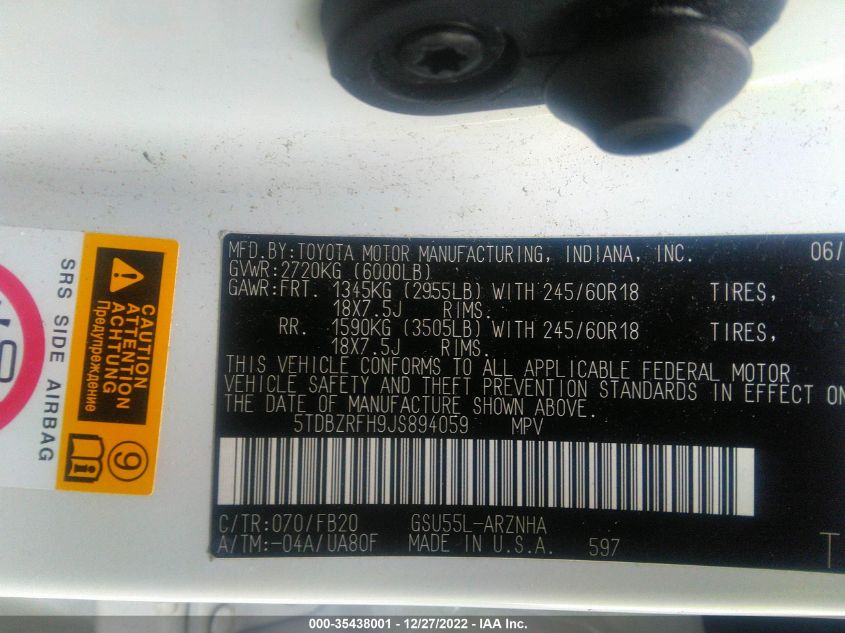 MFD.BY:TOYOTA MOTOR MANUFACTURING, INDIANA, INC. 06/
GVWR:2720KG (6000LB)
GAWR:FRT. 1345KG (2955LB) WITH 245/60R18 TIRES,
18X7.5J RIMS.
RR. 1590KG (3505LB) WITH 245/60R18 TIRES,
18X7.5J RIMS.
THIS VEHICLE CONFORMS TO ALL APPLICABLE FEDERAL MOTOR
VEHICLE SAFETY AND THEFT PREVENTION STANDARDS IN EFFECT ON
THE DATE OF MANUFACTURE SHOWN ABOVE.
5TDBZRFH9JS894059 MPV
C/TR:070/FB20 GSU55L-ARZNHA
A/TM:-04A/UA80F MADE IN U.S.A. 597 T
CAUTION
ATTENTION
ACHTUNG
Предупреждение
9
SRS SIDE AIRBAG
000-35438001 - 12/27/2022 - IAA Inc.